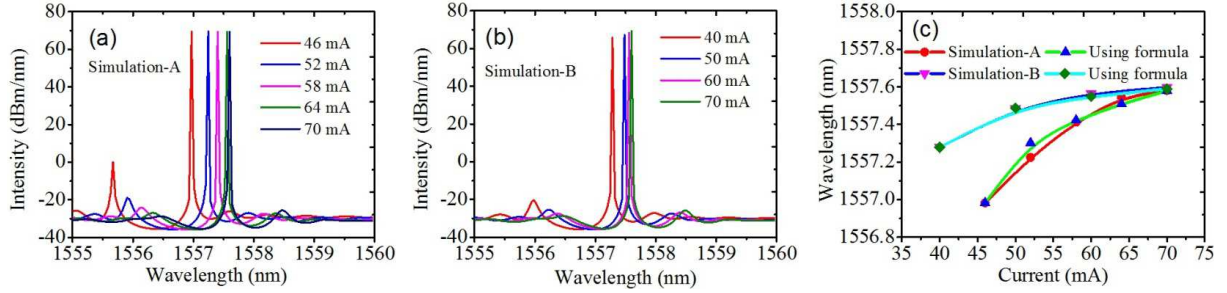 (a)
Simulation-A
46 mA
52 mA
58 mA
64 mA
70 mA
80
60
40
20
0
-20
-40
Intensity (dBm/nm)
1555 1556 1557 1558 1559 1560
Wavelength (nm)
(b)
Simulation-B
40 mA
50 mA
60 mA
70 mA
80
60
40
20
0
-20
-40
Intensity (dBm/nm)
1555 1556 1557 1558 1559 1560
Wavelength (nm)
(c)
Simulation-A Using formula
Simulation-B Using formula
1558.0
1557.8
1557.6
1557.4
1557.2
1557.0
1556.8
Wavelength (nm)
35 40 45 50 55 60 65 70 75
Current (mA)